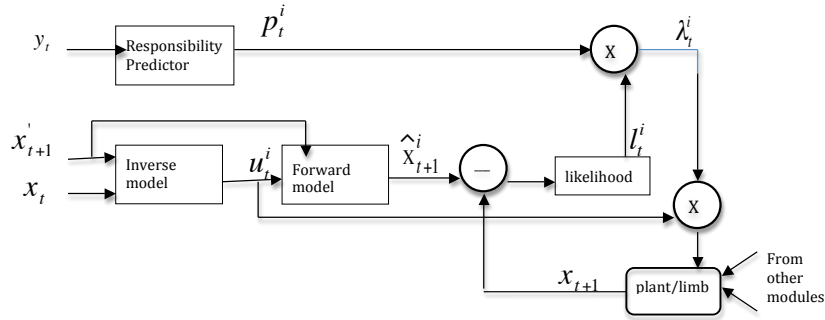 y_t
Responsibility
Predictor
p_t^i
X
λ_t^i
x'_{t+1}
x_t
Inverse
model
u_t^i
Forward
model
x̂_{t+1}^i
—
likelihood
l_t^i
X
x_{t+1}
plant/limb
From
other
modules